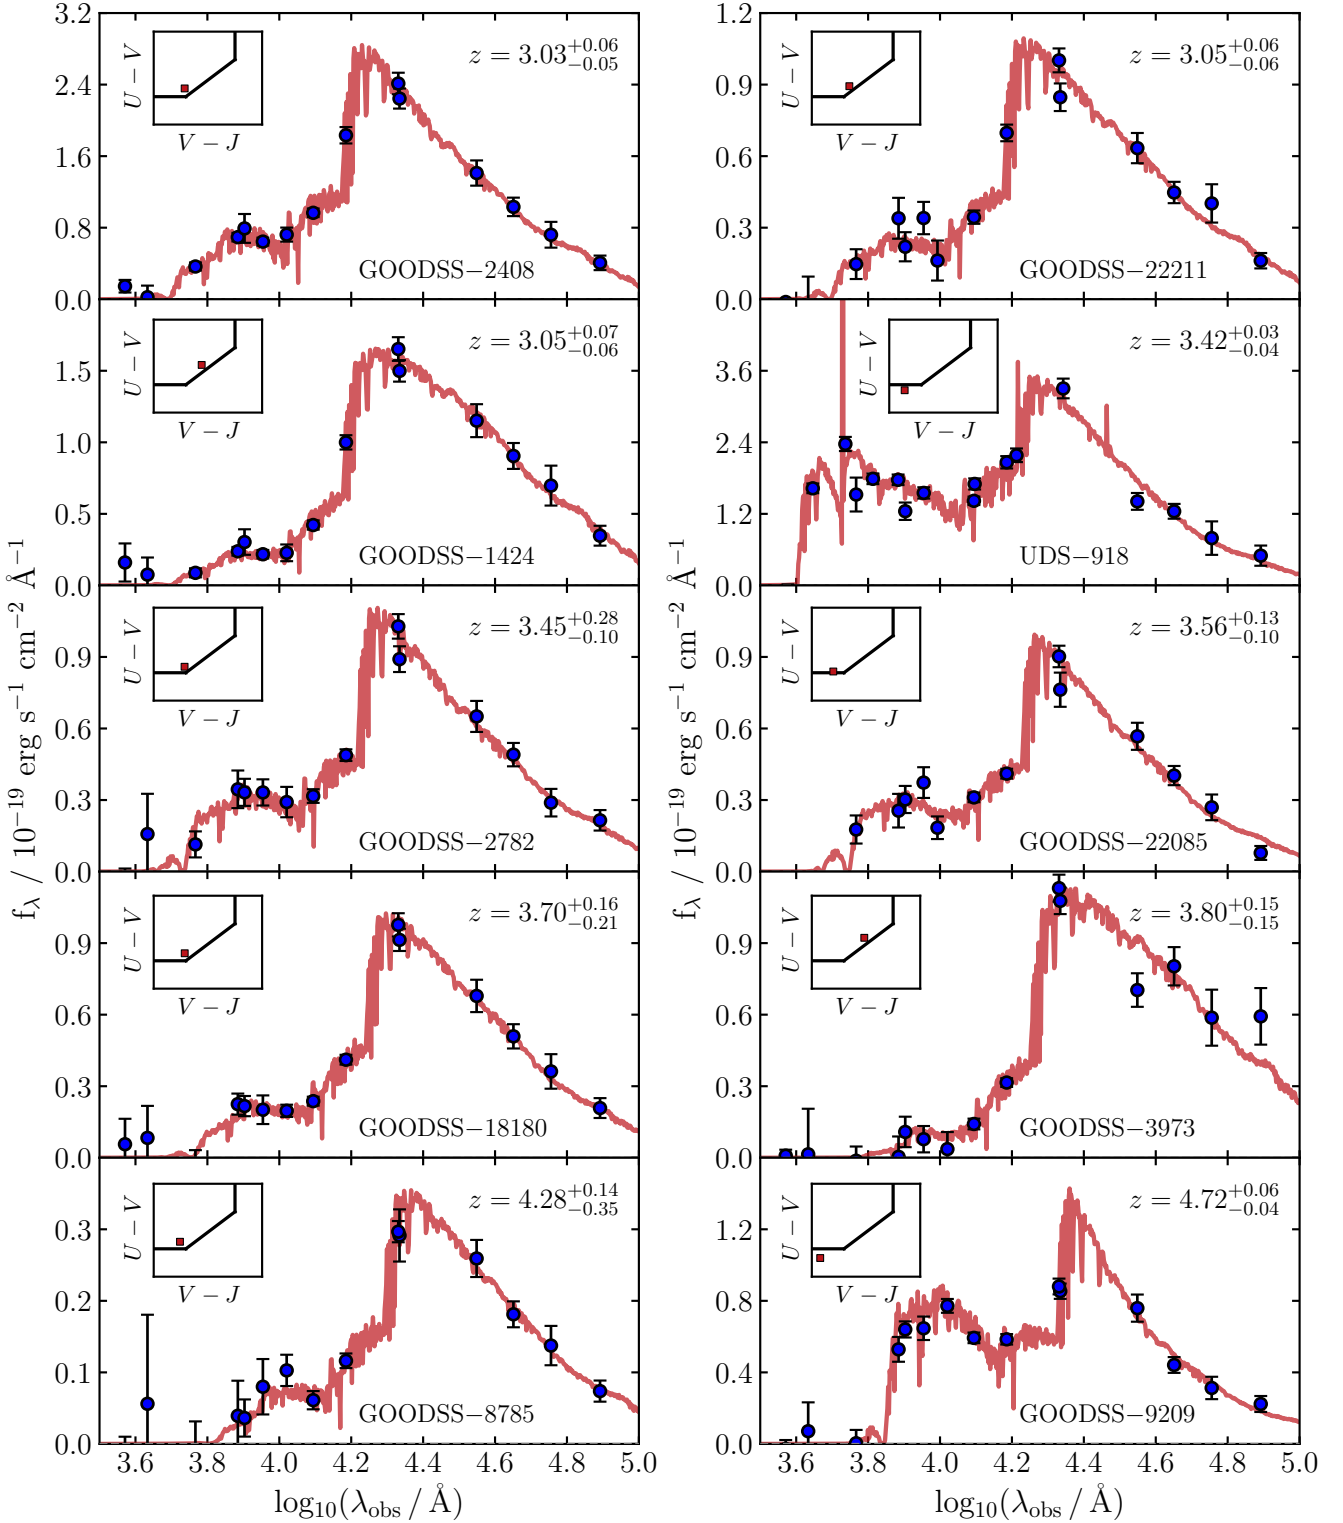 3.2
2.4
1.6
0.8
0.0
U − V
V − J
z = 3.03 +0.06 −0.05
GOODSS−2408
1.2
0.9
0.6
0.3
0.0
U − V
V − J
z = 3.05 +0.06 −0.06
GOODSS−22211
1.5
1.0
0.5
0.0
U − V
V − J
z = 3.05 +0.07 −0.06
GOODSS−1424
3.6
2.4
1.2
0.0
U − V
V − J
z = 3.42 +0.03 −0.04
UDS−918
0.9
0.6
0.3
0.0
U − V
V − J
z = 3.45 +0.28 −0.10
GOODSS−2782
0.9
0.6
0.3
0.0
U − V
V − J
z = 3.56 +0.13 −0.10
GOODSS−22085
fλ / 10−19 erg s−1 cm−2 Å−1
fλ / 10−19 erg s−1 cm−2 Å−1
0.9
0.6
0.3
0.0
U − V
V − J
z = 3.70 +0.16 −0.21
GOODSS−18180
0.9
0.6
0.3
0.0
U − V
V − J
z = 3.80 +0.15 −0.15
GOODSS−3973
0.3
0.2
0.1
0.0
U − V
V − J
z = 4.28 +0.14 −0.35
GOODSS−8785
1.2
0.8
0.4
0.0
U − V
V − J
z = 4.72 +0.06 −0.04
GOODSS−9209
3.6 3.8 4.0 4.2 4.4 4.6 4.8 5.0
3.6 3.8 4.0 4.2 4.4 4.6 4.8 5.0
log10(λobs / Å)
log10(λobs / Å)